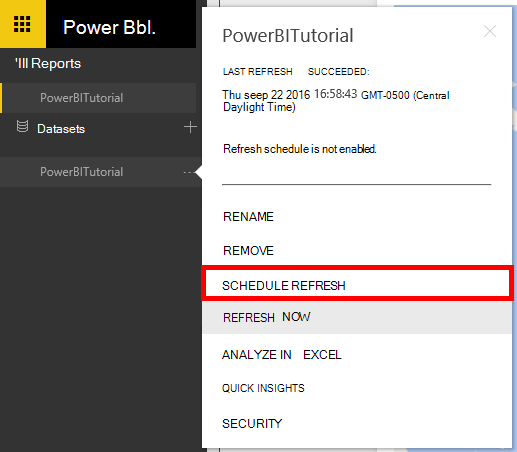 Power Bbl.
'III Reports
PowerBITutorial
Datasets
PowerBITutorial
PowerBITutorial
LAST REFRESH SUCCEEDED:
Thu seep 22 2016 16:58:43 GMT-0500 (Central
Daylight Time)
Refresh schedule is not enabled.
RENAME
REMOVE
SCHEDULE REFRESH
REFRESH NOW
ANALYZE IN EXCEL
QUICK INSIGHTS
SECURITY